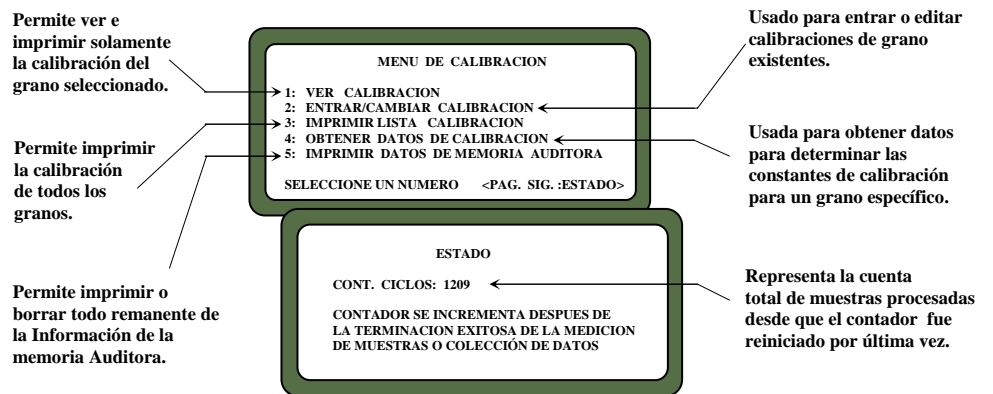 Permite ver e
imprimir solamente
la calibración del
grano seleccionado.
Permite imprimir
la calibración
de todos los
granos.
Permite imprimir o
borrar todo remanente de
la Información de la
memoria Auditora.
MENU DE CALIBRACION
1: VER CALIBRACION
2: ENTRAR/CAMBIAR CALIBRACION
3: IMPRIMIR LISTA CALIBRACION
4: OBTENER DATOS DE CALIBRACION
5: IMPRIMIR DATOS DE MEMORIA AUDITORA
SELECCIONE UN NUMERO <PAG. SIG. :ESTADO>
ESTADO
CONT. CICLOS: 1209
CONTADOR SE INCREMENTA DESPUES DE
LA TERMINACION EXITOSA DE LA MEDICION
DE MUESTRAS O COLECCIÓN DE DATOS
Usado para entrar o editar
calibraciones de grano
existentes.
Usada para obtener datos
para determinar las
constantes de calibración
para un grano específico.
Representa la cuenta
total de muestras procesadas
desde que el contador fue
reiniciado por última vez.